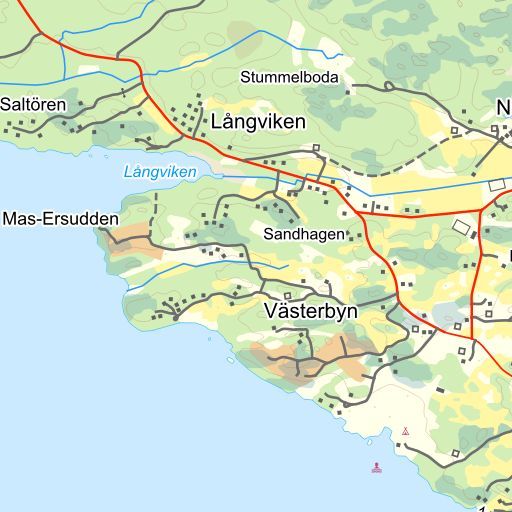 Stummelboda
Saltören
Långviken
N
Långviken
Mas-Ersudden
Sandhagen
Västerbyn